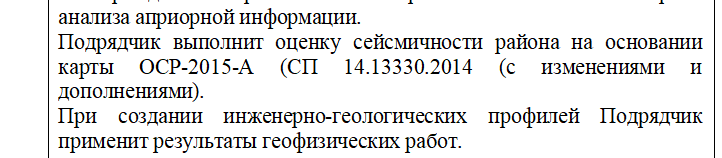 анализа априорной информации.
Подрядчик выполнит оценку сейсмичности района на основании
карты ОСР-2015-А (СП 14.13330.2014 (с изменениями и
дополнениями).
При создании инженерно-геологических профилей Подрядчик
применит результаты геофизических работ.